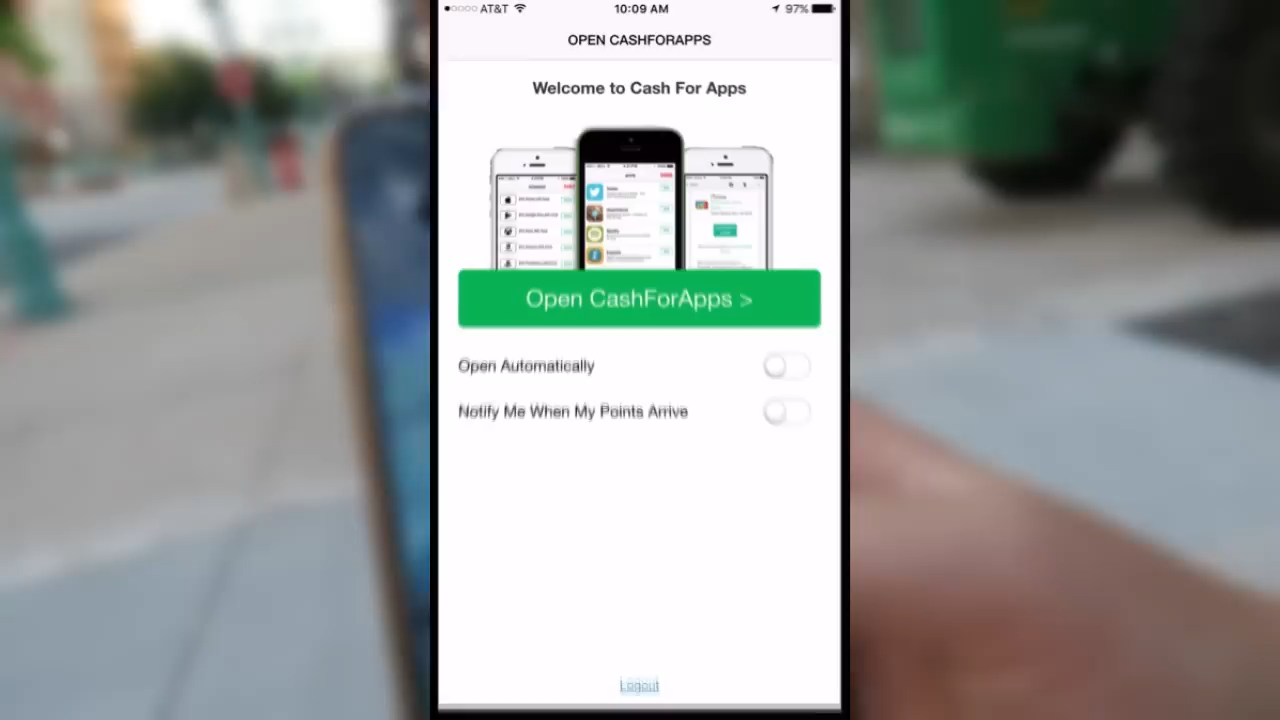 AT&T 10:09 AM 97%
OPEN CASHFORAPPS
Welcome to Cash For Apps
Open CashForApps >
Open Automatically
Notify Me When My Points Arrive
Logout